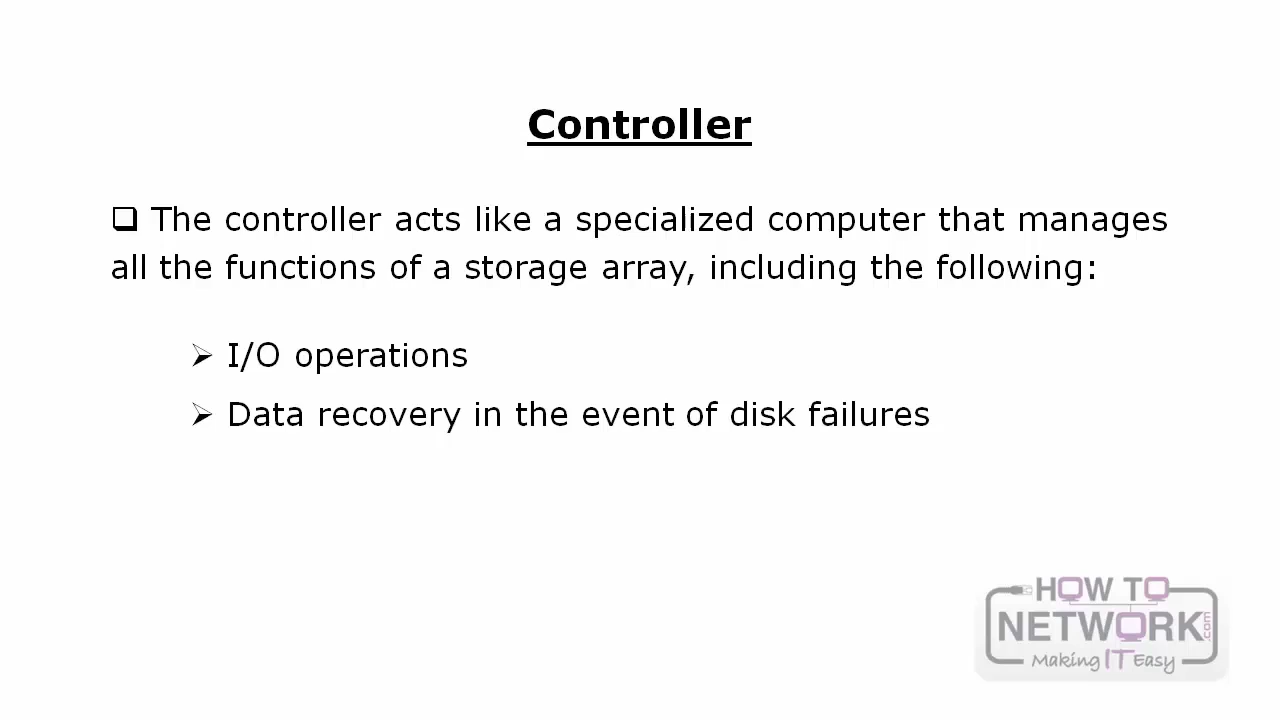 Controller
❑ The controller acts like a specialized computer that manages
all the functions of a storage array, including the following:
➢ I/O operations
➢ Data recovery in the event of disk failures
HOW TO
NETWORK.com
Making IT Easy